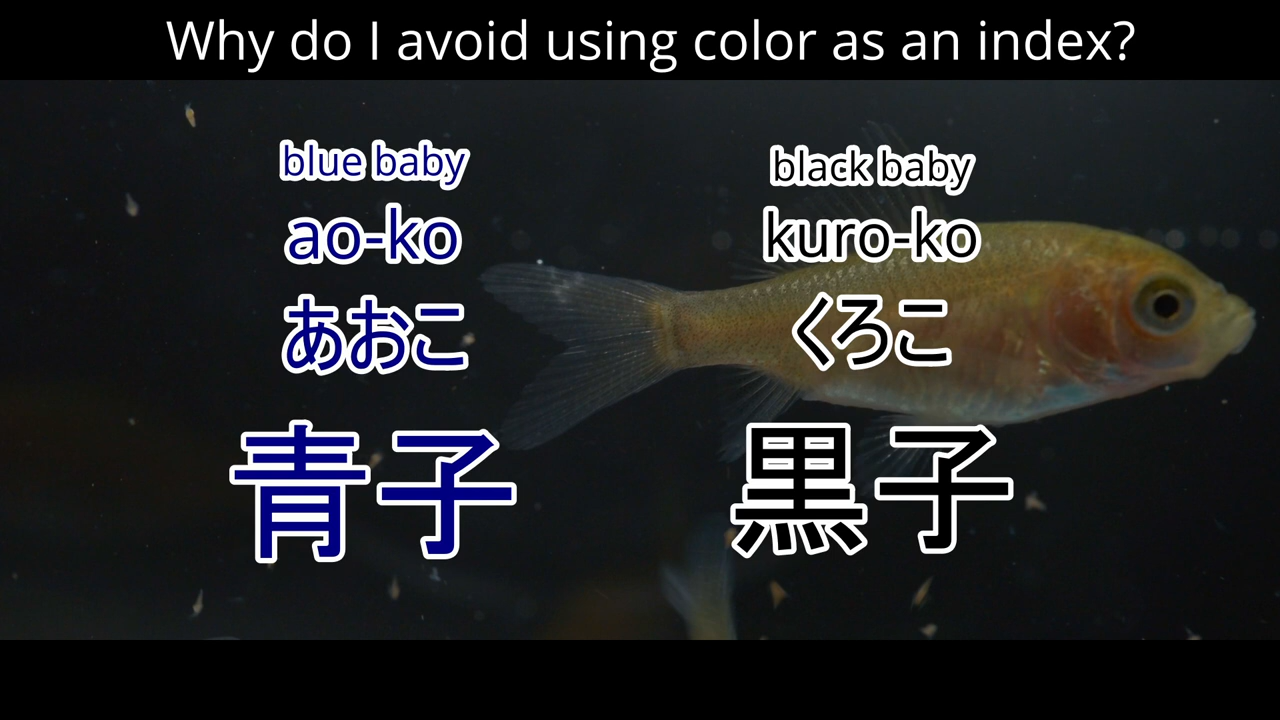 Why do I avoid using color as an index?
blue baby
ao-ko
あおこ
青子
black baby
kuro-ko
くろこ
黒子